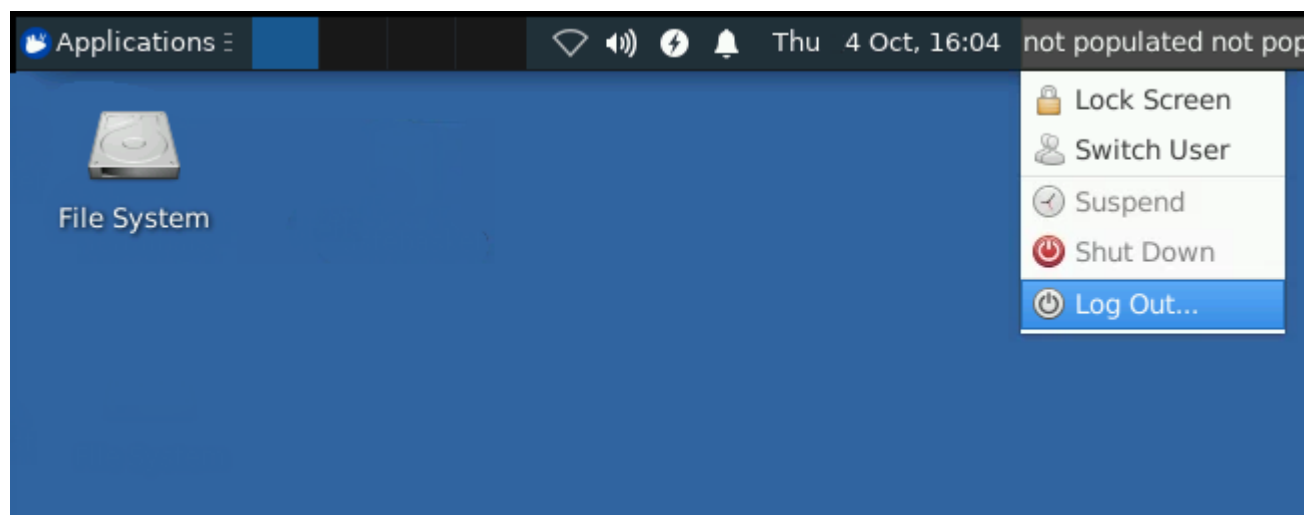 Applications
Thu 4 Oct, 16:04 not populated not pop
Lock Screen
Switch User
File System
Suspend
Shut Down
Log Out...